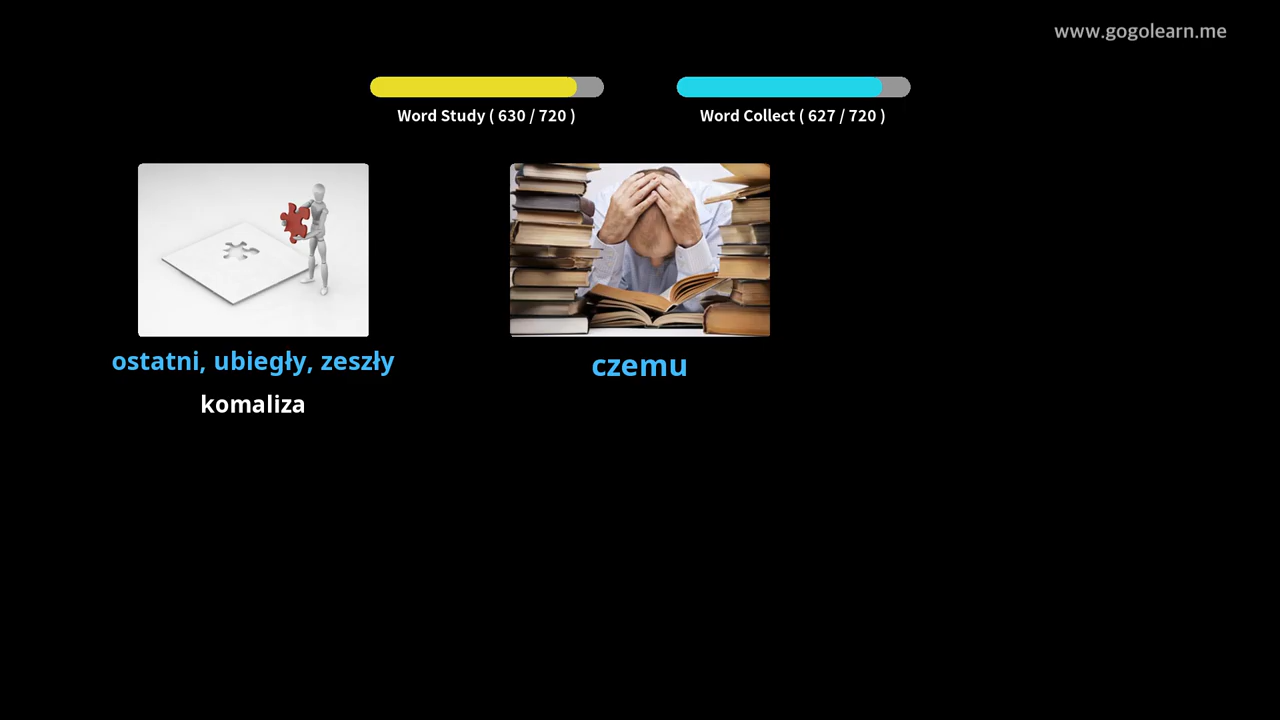 www.gogolearn.me
Word Study ( 630 / 720 )
Word Collect ( 627 / 720 )
ostatni, ubiegły, zeszły
komaliza
czemu